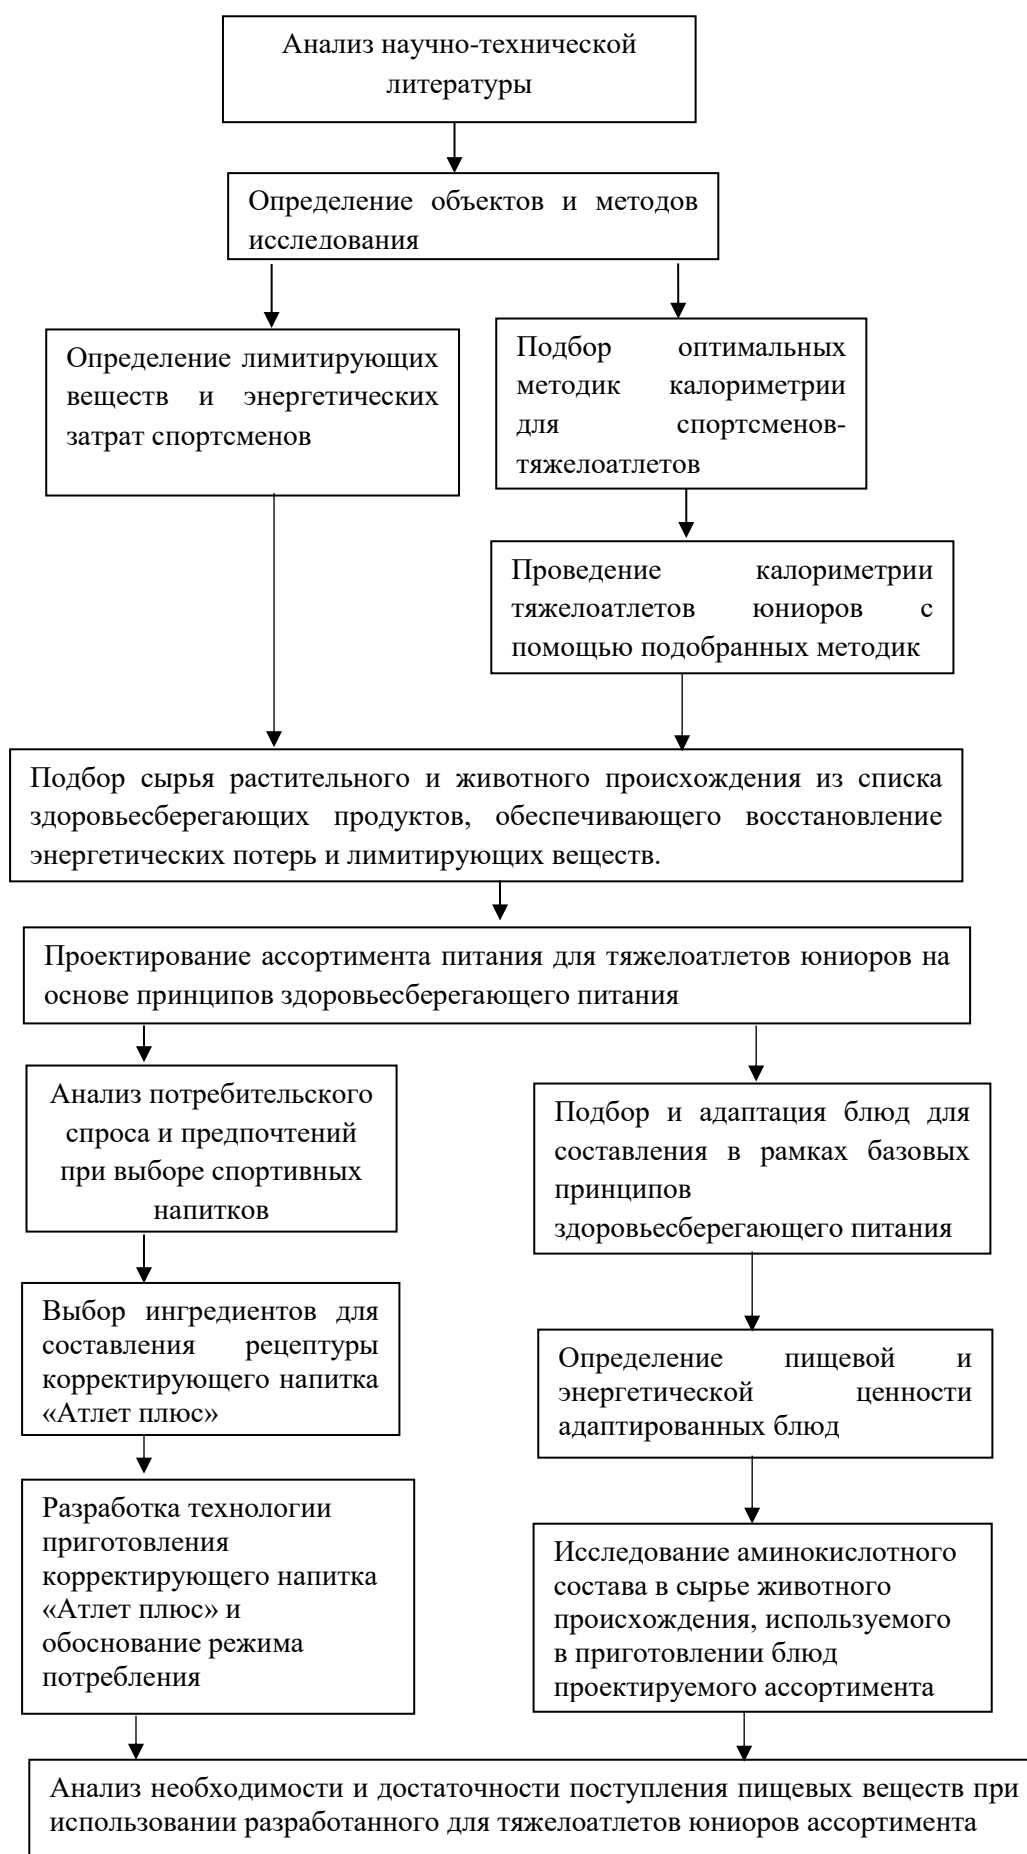 Анализ научно-технической
литературы
Определение объектов и методов
исследования
Определение лимитирующих
веществ и энергетических
затрат спортсменов
Подбор оптимальных
методик калориметрии
для спортсменов-
тяжелоатлетов
Проведение калориметрии
тяжелоатлетов юниоров с
помощью подобранных методик
Подбор сырья растительного и животного происхождения из списка
здоровьесберегающих продуктов, обеспечивающего восстановление
энергетических потерь и лимитирующих веществ.
Проектирование ассортимента питания для тяжелоатлетов юниоров на
основе принципов здоровьесберегающего питания
Анализ потребительского
спроса и предпочтений
при выборе спортивных
напитков
Выбор ингредиентов для
составления рецептуры
корректирующего напитка
«Атлет плюс»
Разработка технологии
приготовления
корректирующего напитка
«Атлет плюс» и
обоснование режима
потребления
Подбор и адаптация блюд для
составления в рамках базовых
принципов
здоровьесберегающего питания
Определение пищевой и
энергетической ценности
адаптированных блюд
Исследование аминокислотного
состава в сырье животного
происхождения, используемого
в приготовлении блюд
проектируемого ассортимента
Анализ необходимости и достаточности поступления пищевых веществ при
использовании разработанного для тяжелоатлетов юниоров ассортимента